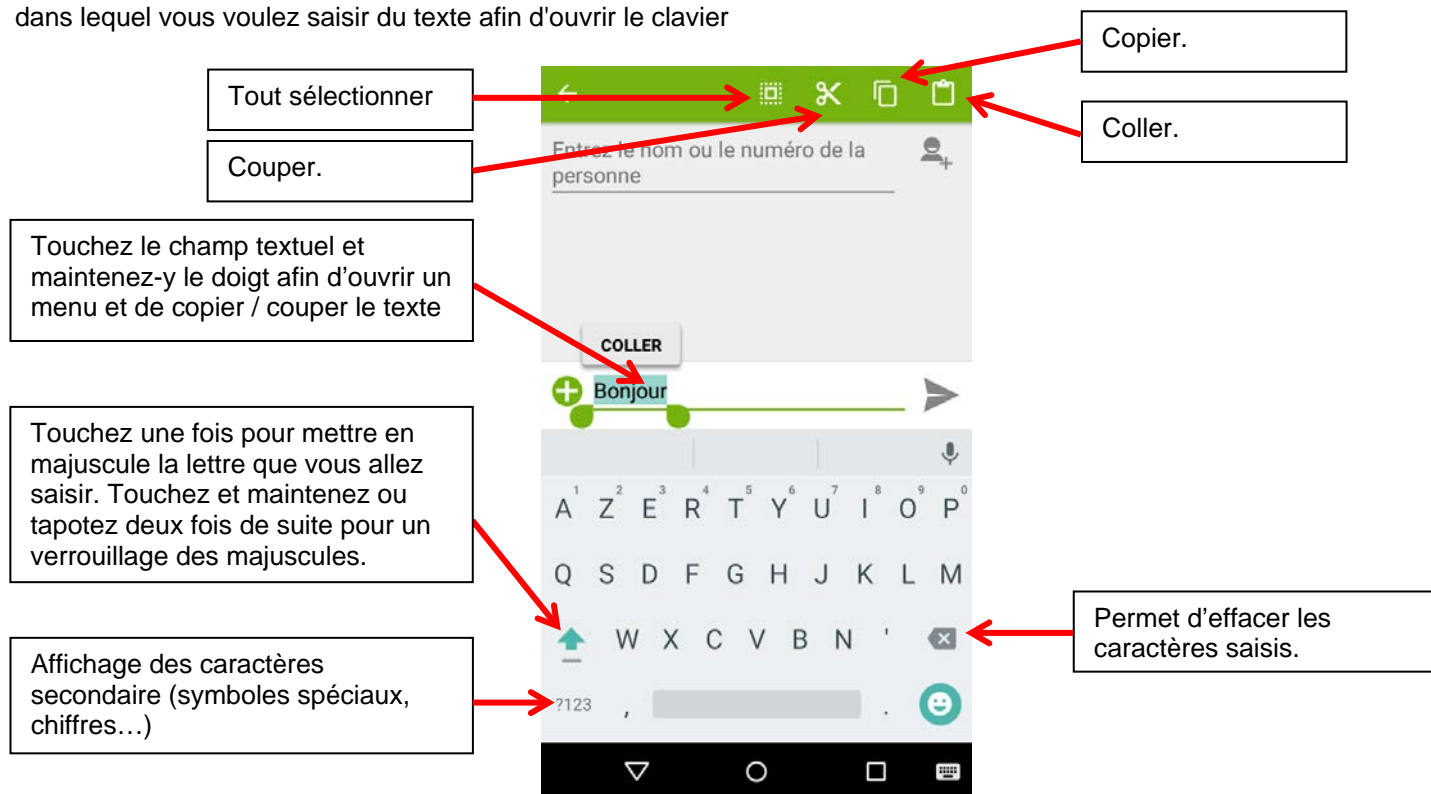 dans lequel vous voulez saisir du texte afin d'ouvrir le clavier
Copier.
Tout sélectionner
Coller.
Couper.
Entrez le nom ou le numéro de la
personne
Touchez le champ textuel et
maintenez-y le doigt afin d’ouvrir un
menu et de copier / couper le texte
COLLER
Bonjour
Touchez une fois pour mettre en
majuscule la lettre que vous allez
saisir. Touchez et maintenez ou
tapotez deux fois de suite pour un
verrouillage des majuscules.
A 1 Z 2 E 3 R 4 T 5 Y 6 U 7 I 8 O 9 P 0
Q S D F G H J K L M
W X C V B N '
Permet d’effacer les
caractères saisis.
Affichage des caractères
secondaire (symboles spéciaux,
chiffres…)
?123 , .